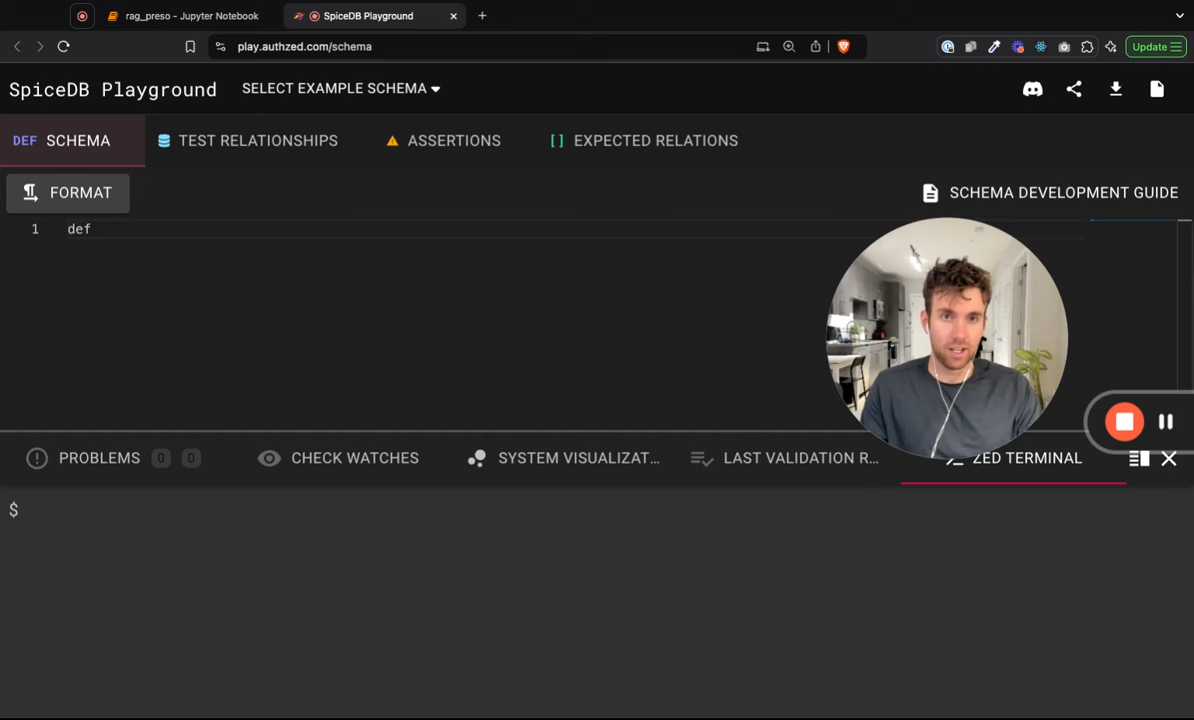 rag_preso - Jupyter Notebook
SpiceDB Playground
play.authzed.com/schema
Update
SpiceDB Playground
SELECT EXAMPLE SCHEMA
DEF SCHEMA
TEST RELATIONSHIPS
ASSERTIONS
[ ] EXPECTED RELATIONS
FORMAT
SCHEMA DEVELOPMENT GUIDE
1 def
PROBLEMS 0 0
CHECK WATCHES
SYSTEM VISUALIZAT...
LAST VALIDATION R...
ZED TERMINAL
$